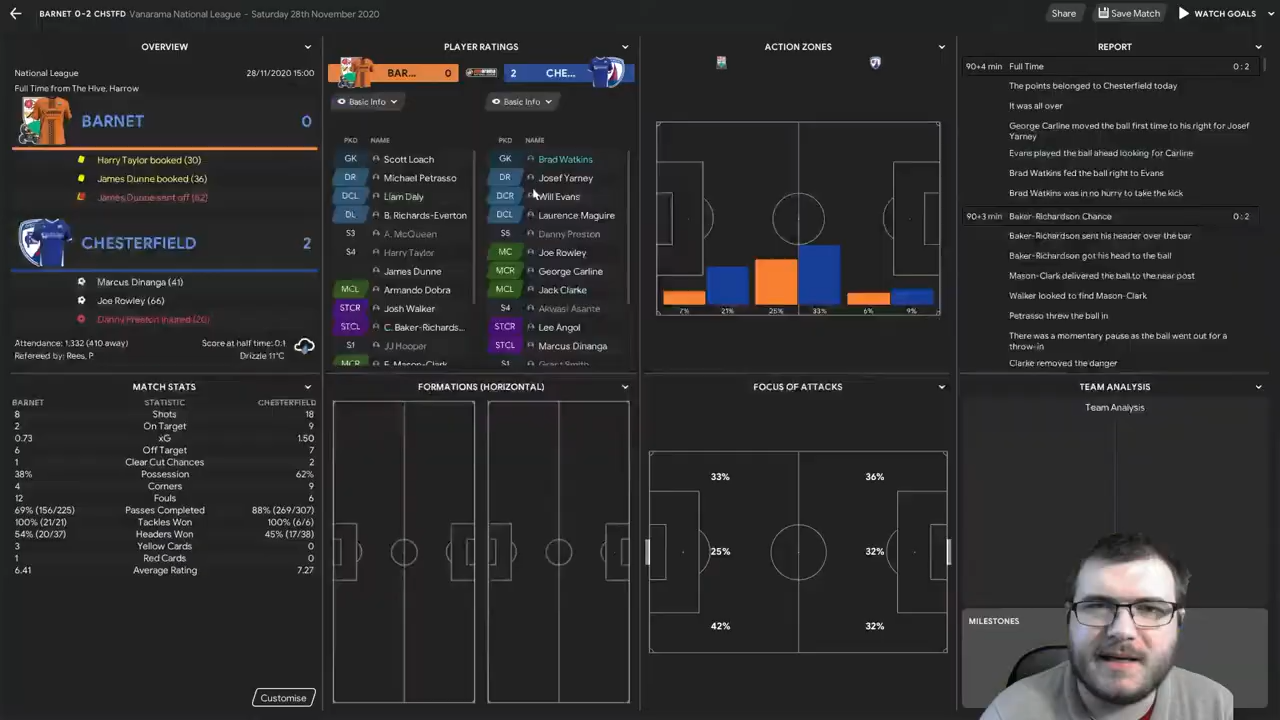 BARNET 0-2 CHSTFD Vanarama National League - Saturday 28th November 2020
Share
Save Match
WATCH GOALS
OVERVIEW
National League 28/11/2020 15:00
Full Time from The Hive, Harrow
BARNET 0
Harry Taylor booked (30)
James Dunne booked (36)
James Dunne sent off (62)
CHESTERFIELD 2
Marcus Dinanga (41)
Joe Rowley (66)
Danny Preston injured (20)
Attendance: 1,332 (410 away) Score at half time: 0:1
Refereed by: Rees, P. Drizzle 11°C
PLAYER RATINGS
BAR... 0
2 CHE...
Basic Info
Basic Info
PKD NAME PKD NAME
GK Scott Loach GK Brad Watkins
DR Michael Petrasso DR Josef Yarney
DCL Liam Daly DCR Will Evans
DL B. Richards-Everton DCL Laurence Maguire
S3 A. McQueen S5 Danny Preston
S4 Harry Taylor MC Joe Rowley
James Dunne MCR George Carline
MCL Armando Dobra MCL Jack Clarke
STCR Josh Walker S4 Akwasi Asante
STCL C. Baker-Richards... STCR Lee Angol
S1 JJ Hooper STCL Marcus Dinanga
MCR E. Mason-Clark S1 Grant Smith
ACTION ZONES
7% 21% 25% 33% 6% 9%
REPORT
90+4 min Full Time 0 : 2
The points belonged to Chesterfield today
It was all over
George Carline moved the ball first time to his right for Josef
Yarney
Evans played the ball ahead looking for Carline
Brad Watkins fed the ball right to Evans
Brad Watkins was in no hurry to take the kick
90+3 min Baker-Richardson Chance 0 : 2
Baker-Richardson sent his header over the bar
Baker-Richardson got his head to the ball
Mason-Clark delivered the ball to the near post
Walker looked to find Mason-Clark
Petrasso threw the ball in
There was a momentary pause as the ball went out for a
throw-in
Clarke removed the danger
MATCH STATS
BARNET STATISTIC CHESTERFIELD
8 Shots 18
2 On Target 9
0.73 xG 1.50
6 Off Target 7
1 Clear Cut Chances 2
38% Possession 62%
4 Corners 9
12 Fouls 6
69% (156/225) Passes Completed 88% (269/307)
100% (21/21) Tackles Won 100% (6/6)
54% (20/37) Headers Won 45% (17/38)
3 Yellow Cards 0
1 Red Cards 0
6.41 Average Rating 7.27
Customise
FORMATIONS (HORIZONTAL)
FOCUS OF ATTACKS
33% 36%
25% 32%
42% 32%
TEAM ANALYSIS
Team Analysis
MILESTONES